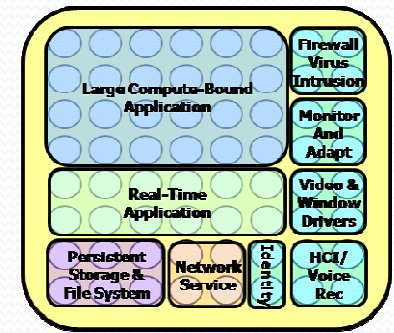 Large Compute-Bound
Application
Firewall
Virus
Intrusion
Monitor
And
Adapt
Real-Time
Application
Video &
Window
Drivers
Persistent
Storage &
File System
Network
Service
Identity
HCI/
Voice
Rec